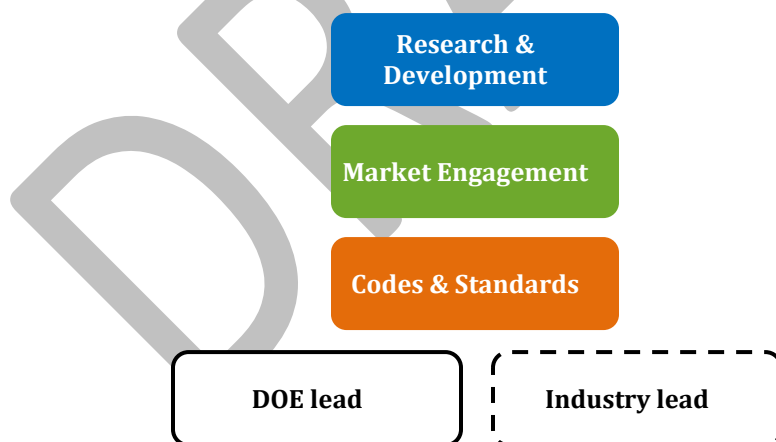 Research &
Development
Market Engagement
Codes & Standards
DOE lead
Industry lead